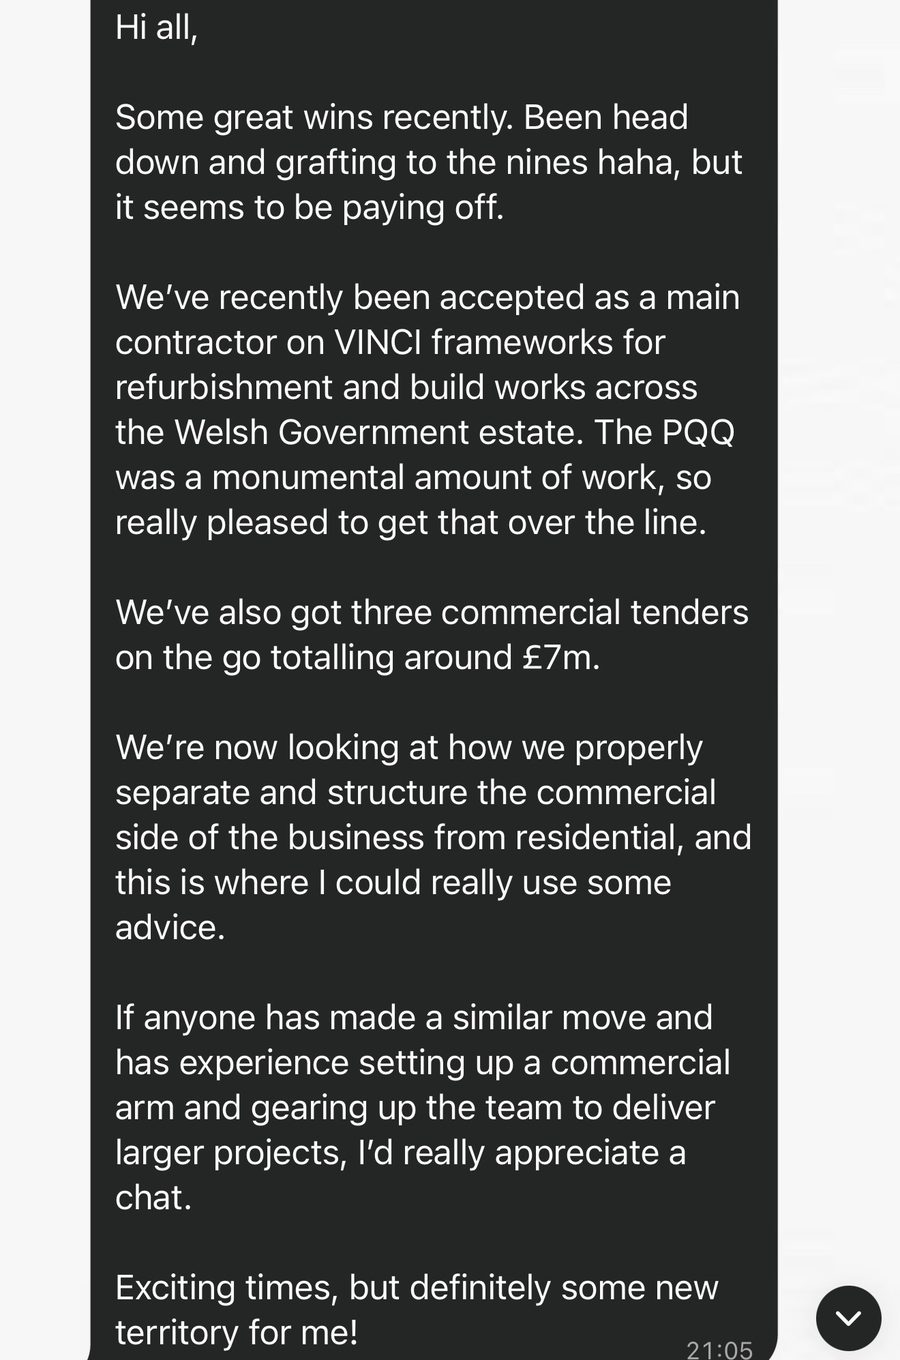 Hi all,
Some great wins recently. Been head
down and grafting to the nines haha, but
it seems to be paying off.
We’ve recently been accepted as a main
contractor on VINCI frameworks for
refurbishment and build works across
the Welsh Government estate. The PQQ
was a monumental amount of work, so
really pleased to get that over the line.
We’ve also got three commercial tenders
on the go totalling around £7m.
We’re now looking at how we properly
separate and structure the commercial
side of the business from residential, and
this is where I could really use some
advice.
If anyone has made a similar move and
has experience setting up a commercial
arm and gearing up the team to deliver
larger projects, I’d really appreciate a
chat.
Exciting times, but definitely some new
territory for me!
21:05